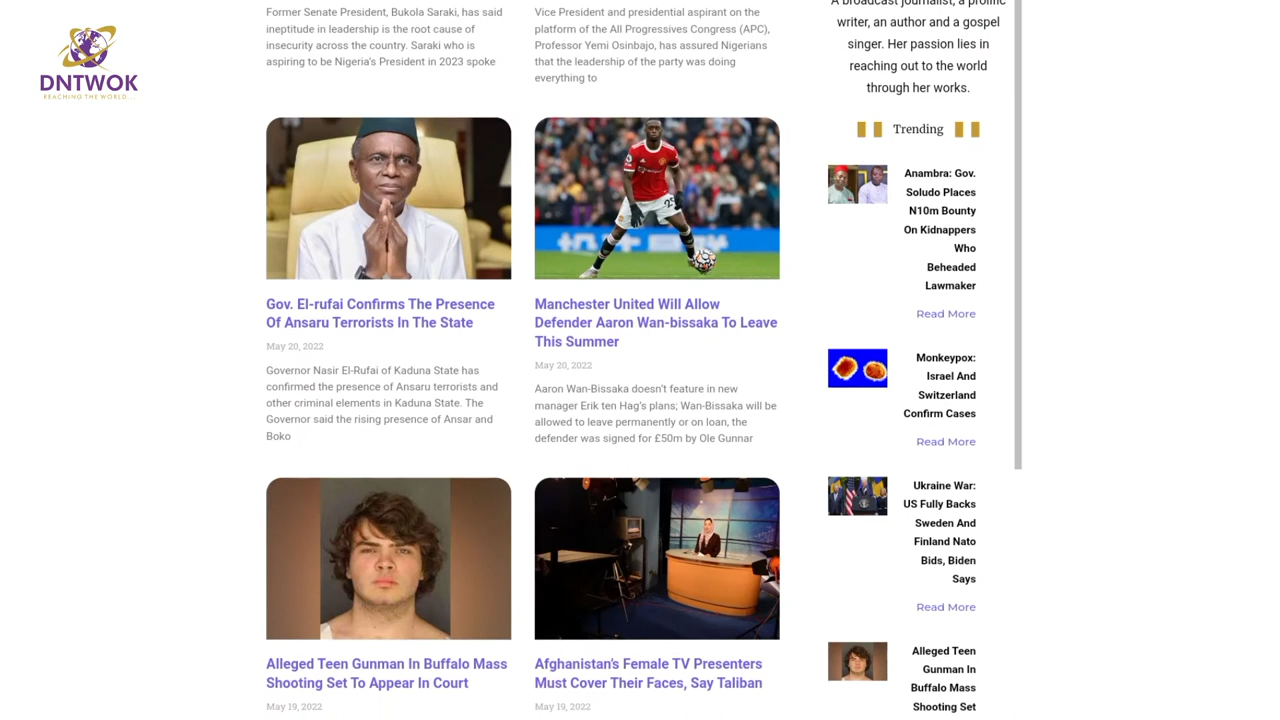 DNTWOK
REACHING THE WORLD...
Former Senate President, Bukola Saraki, has said
ineptitude in leadership is the root cause of
insecurity across the country. Saraki who is
aspiring to be Nigeria's President in 2023 spoke
Vice President and presidential aspirant on the
platform of the All Progressives Congress (APC),
Professor Yemi Osinbajo, has assured Nigerians
that the leadership of the party was doing
everything to
Gov. El-rufai Confirms The Presence
Of Ansaru Terrorists In The State
May 20, 2022
Governor Nasir El-Rufai of Kaduna State has
confirmed the presence of Ansaru terrorists and
other criminal elements in Kaduna State. The
Governor said the rising presence of Ansar and
Boko
Manchester United Will Allow
Defender Aaron Wan-bissaka To Leave
This Summer
May 20, 2022
Aaron Wan-Bissaka doesn't feature in new
manager Erik ten Hag's plans; Wan-Bissaka will be
allowed to leave permanently or on loan, the
defender was signed for £50m by Ole Gunnar
Alleged Teen Gunman In Buffalo Mass
Shooting Set To Appear In Court
May 19, 2022
Afghanistan's Female TV Presenters
Must Cover Their Faces, Say Taliban
May 19, 2022
A broadcast journalist, a prolific
writer, an author and a gospel
singer. Her passion lies in
reaching out to the world
through her works.
Trending
Anambra: Gov.
Soludo Places
N10m Bounty
On Kidnappers
Who
Beheaded
Lawmaker
Read More
Monkeypox:
Israel And
Switzerland
Confirm Cases
Read More
Ukraine War:
US Fully Backs
Sweden And
Finland Nato
Bids, Biden
Says
Read More
Alleged Teen
Gunman In
Buffalo Mass
Shooting Set